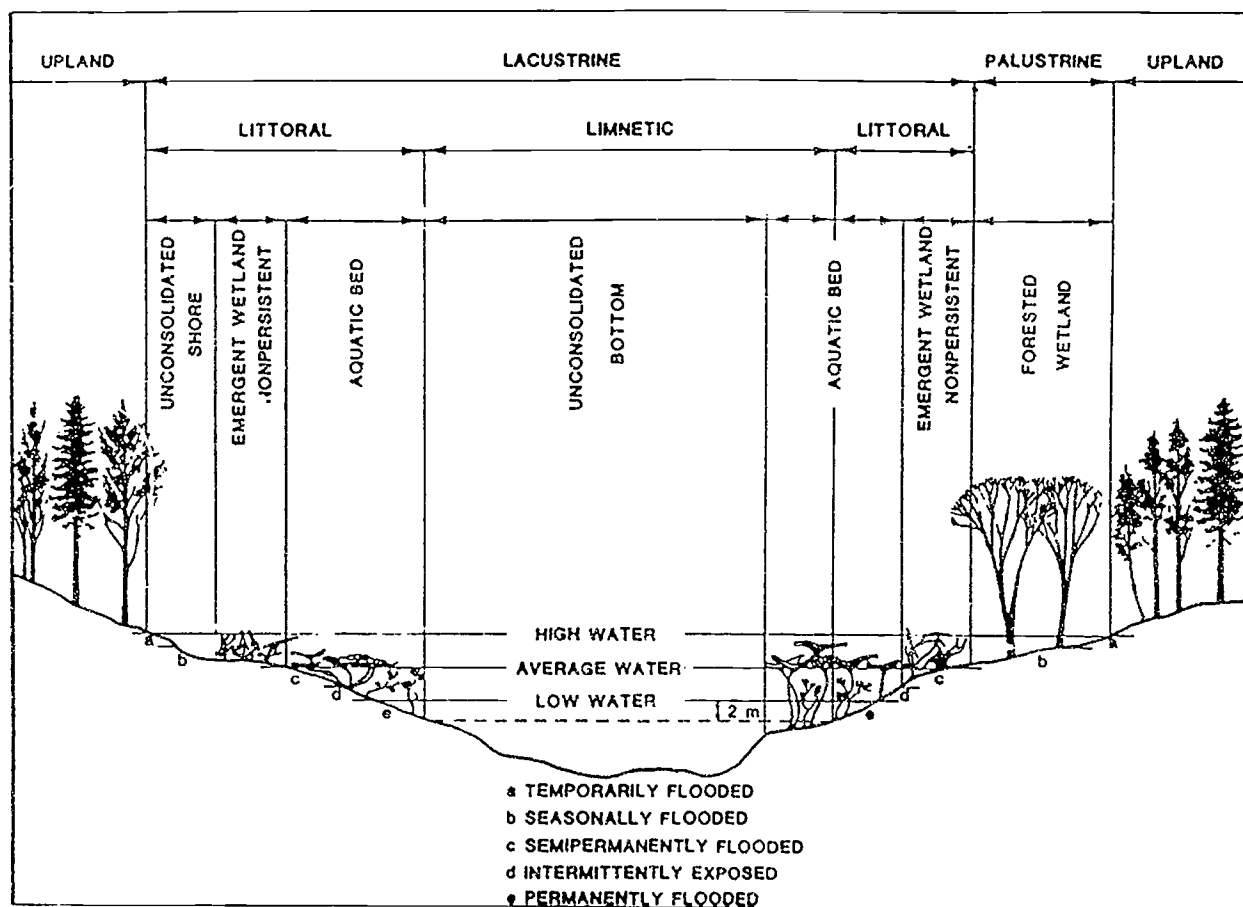 UPLAND
LACUSTRINE
PALUSTRINE
UPLAND
LITTORAL
LIMNETIC
LITTORAL
UNCONSOLIDATED
SHORE
EMERGENT WETLAND
NONPERSISTENT
AQUATIC BED
UNCONSOLIDATED
BOTTOM
AQUATIC BED
EMERGENT WETLAND
NONPERSISTENT
FORESTED
WETLAND
HIGH WATER
AVERAGE WATER
LOW WATER
2 m
a
b
c
d
e
e
d
c
b
a
a TEMPORARILY FLOODED
b SEASONALLY FLOODED
c SEMIPERMANENTLY FLOODED
d INTERMITTENTLY EXPOSED
e PERMANENTLY FLOODED